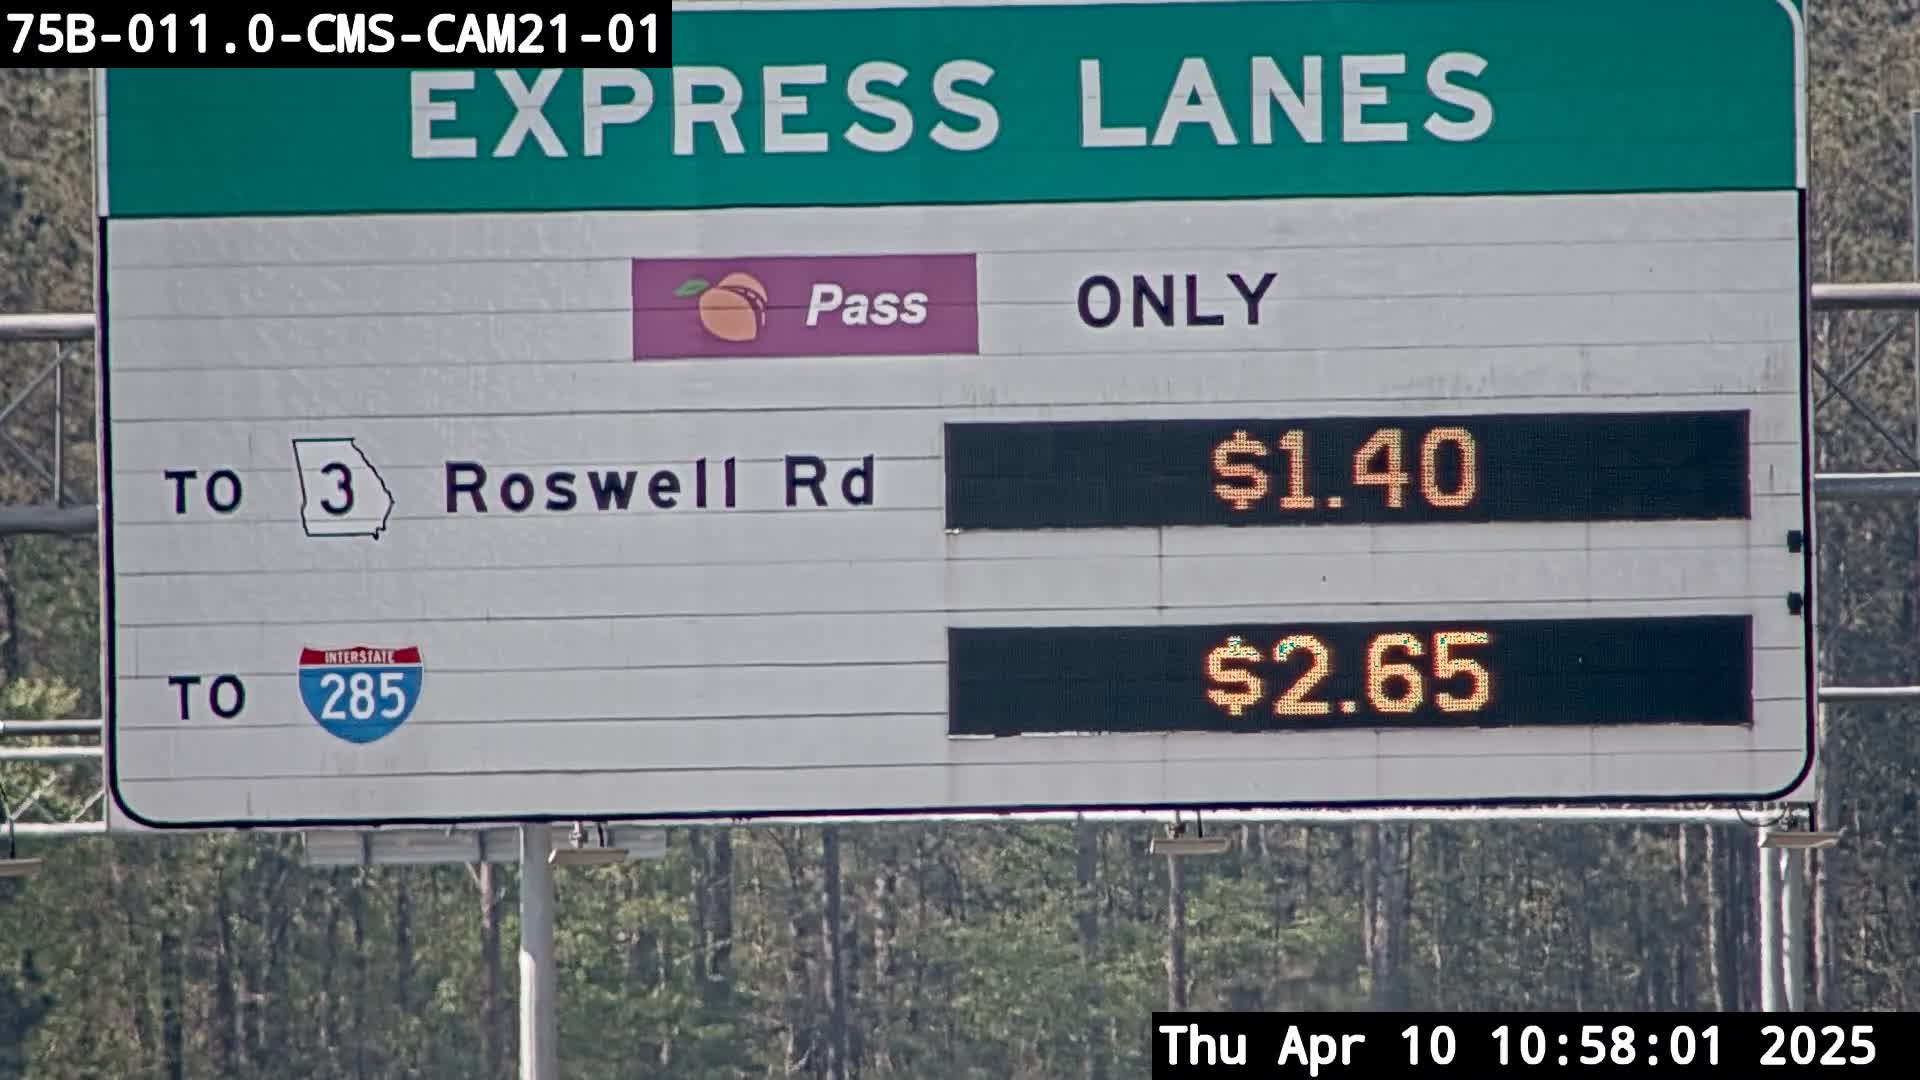 75B-011.0-CMS-CAM21-01
EXPRESS LANES
Pass ONLY
TO 3 Roswell Rd $1.40
TO INTERSTATE 285 $2.65
Thu Apr 10 10:58:01 2025